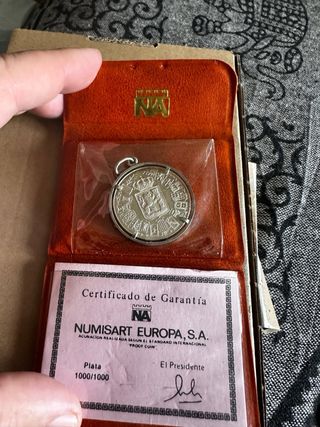 NA
Certificado de Garantía
NA
NUMISART EUROPA, S.A.
ACUÑACION REALIZADA SEGUN EL STANDARD INTERNACIONAL
"PROOF COIN"
Plata
El Presidente
1000/1000